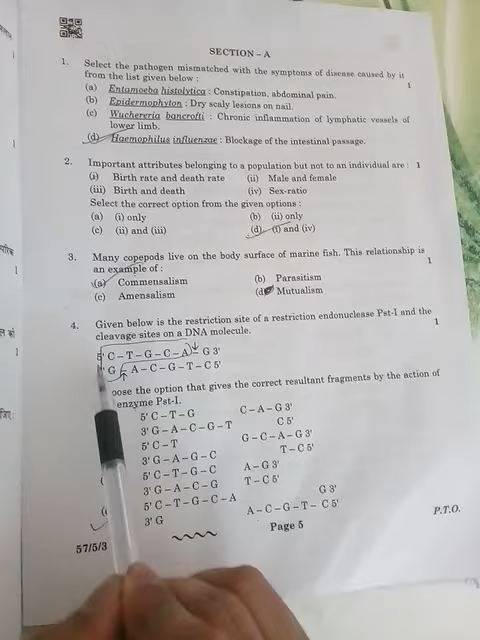 SECTION – A
1. Select the pathogen mismatched with the symptoms of disease caused by it
from the list given below : 1
(a) Entamoeba histolytica : Constipation, abdominal pain.
(b) Epidermophyton : Dry scaly lesions on nail.
(c) Wuchereria bancrofti : Chronic inflammation of lymphatic vessels of
lower limb.
(d) Haemophilus influenzae : Blockage of the intestinal passage.
2. Important attributes belonging to a population but not to an individual are : 1
(i) Birth rate and death rate (ii) Male and female
(iii) Birth and death (iv) Sex-ratio
Select the correct option from the given options :
(a) (i) only (b) (ii) only
(c) (ii) and (iii) (d) (i) and (iv)
3. Many copepods live on the body surface of marine fish. This relationship is
an example of : 1
(a) Commensalism (b) Parasitism
(c) Amensalism (d) Mutualism
4. Given below is the restriction site of a restriction endonuclease Pst-I and the
cleavage sites on a DNA molecule. 1
5' C – T – G – C – A – G 3'
G – A – C – G – T – C 5'
oose the option that gives the correct resultant fragments by the action of
enzyme Pst-I.
5' C – T – G C – A – G 3'
3' G – A – C – G – T C 5'
5' C – T G – C – A – G 3'
3' G – A – G – C T – C 5'
5' C – T – G – C A – G 3'
3' G – A – C – G T – C 5'
5' C – T – G – C – A G 3'
3' G A – C – G – T – C 5'
57/5/3 Page 5 P.T.O.